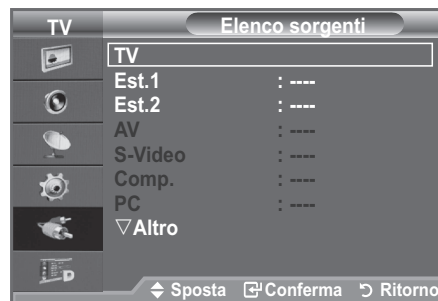 TV Elenco sorgenti
TV
Est.1 : ----
Est.2 : ----
AV : ----
S-Video : ----
Comp. : ----
PC : ----
▽Altro
D
Sposta Conferma Ritorno